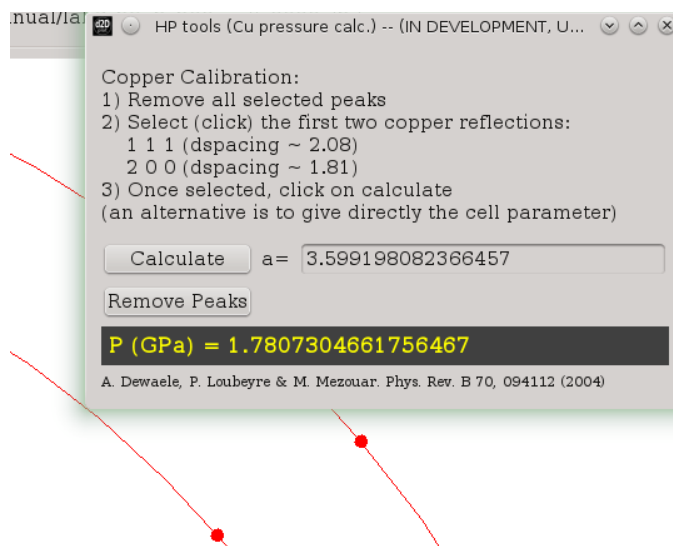 HP tools (Cu pressure calc.) -- (IN DEVELOPMENT, U...
Copper Calibration:
1) Remove all selected peaks
2) Select (click) the first two copper reflections:
1 1 1 (dspacing ~ 2.08)
2 0 0 (dspacing ~ 1.81)
3) Once selected, click on calculate
(an alternative is to give directly the cell parameter)
Calculate a= 3.599198082366457
Remove Peaks
P (GPa) = 1.7807304661756467
A. Dewaele, P. Loubeyre & M. Mezouar. Phys. Rev. B 70, 094112 (2004)